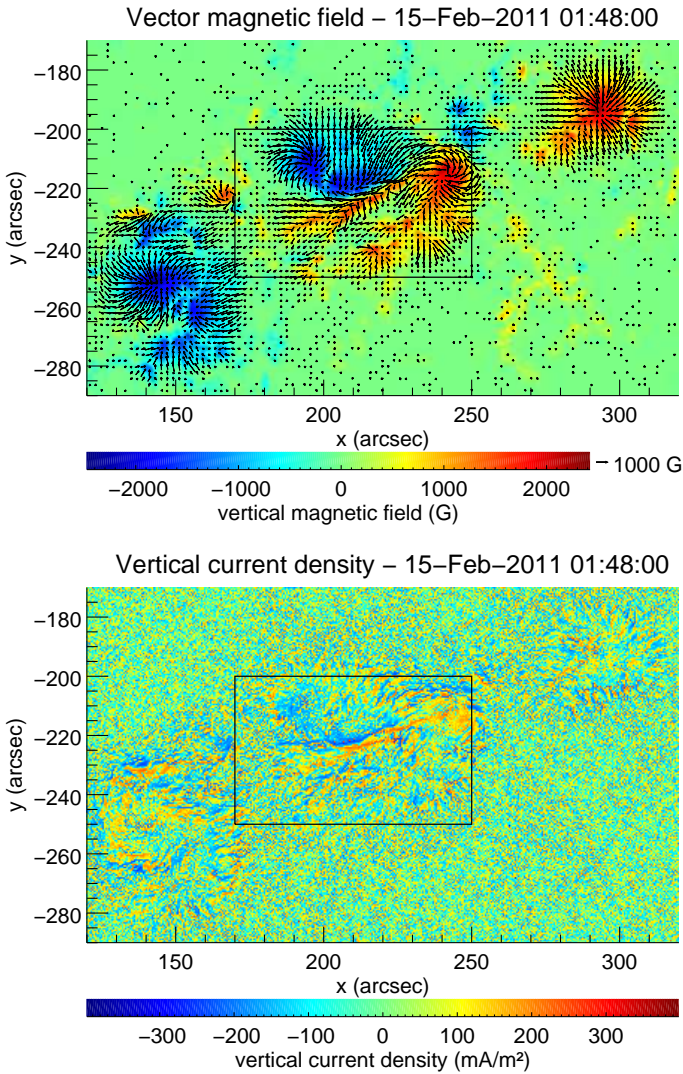 Vector magnetic field − 15−Feb−2011 01:48:00
−170
−180
−200
−220
−240
−260
−280
y (arcsec)
150 200 250 300
x (arcsec)
−2000 −1000 0 1000 2000
1000 G
vertical magnetic field (G)
Vertical current density − 15−Feb−2011 01:48:00
−180
−200
−220
−240
−260
−280
y (arcsec)
150 200 250 300
x (arcsec)
−300 −200 −100 0 100 200 300
vertical current density (mA/m²)